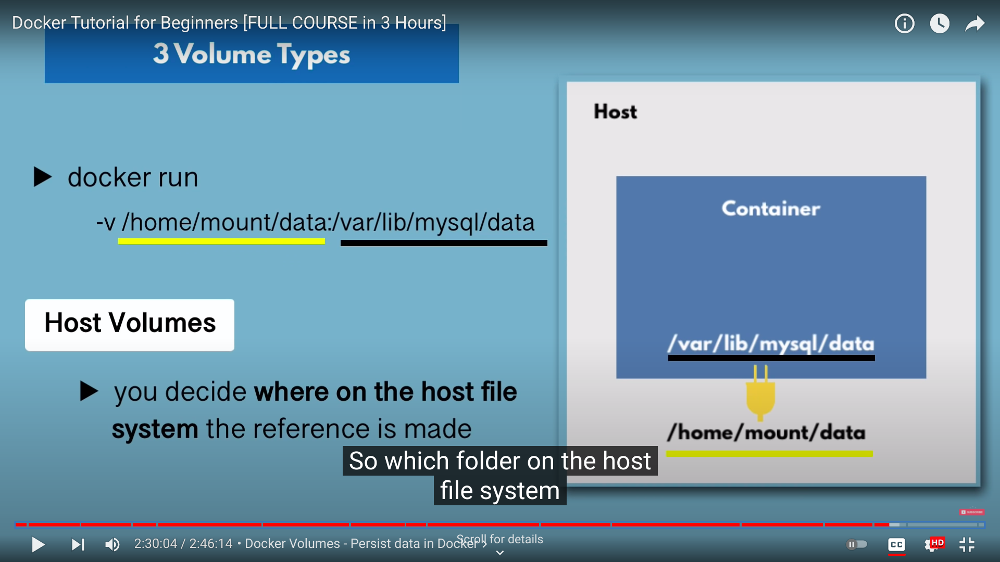 Docker Tutorial for Beginners [FULL COURSE in 3 Hours]
3 Volume Types
docker run
-v /home/mount/data:/var/lib/mysql/data
Host Volumes
you decide where on the host file
system the reference is made
Host
Container
/var/lib/mysql/data
/home/mount/data
So which folder on the host
file system
SUBSCRIBE
2:30:04 / 2:46:14 • Docker Volumes - Persist data in Docker ›
Scroll for details
CC
HD